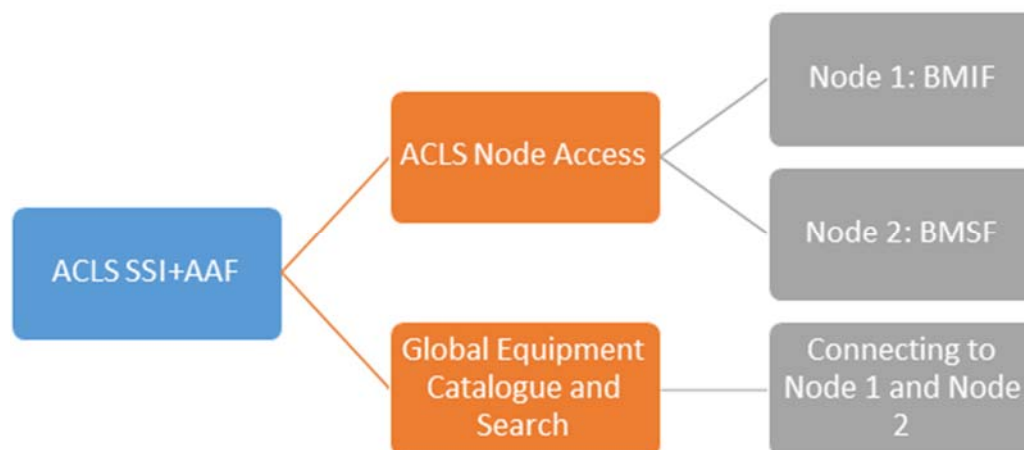 ACLS SSI+AAF
ACLS Node Access
Node 1: BMIF
Node 2: BMSF
Global Equipment
Catalogue and
Search
Connecting to
Node 1 and Node
2